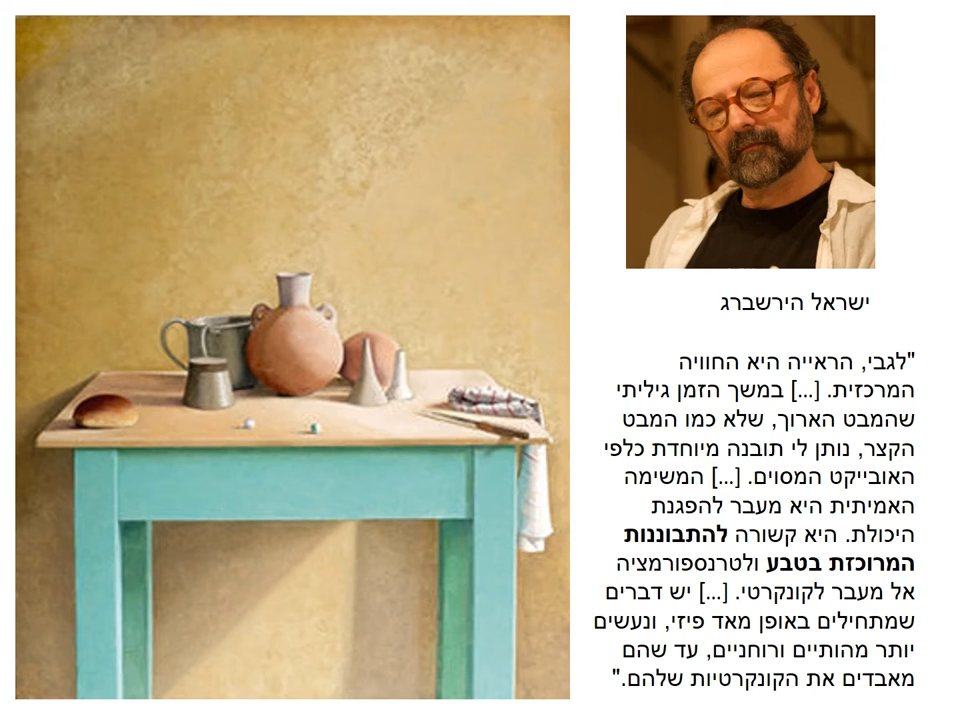 ישראל הירשברג
"לגבי, הראייה היא החוויה
המרכזית. [...] במשך הזמן גיליתי
שהמבט הארוך, שלא כמו המבט
הקצר, נותן לי תובנה מיוחדת כלפי
האובייקט המסוים. [...] המשימה
האמיתית היא מעבר להפגנת
היכולת. היא קשורה להתבוננות
המרוכזת בטבע ולטרנספורמציה
אל מעבר לקונקרטי. [...] יש דברים
שמתחילים באופן מאד פיזי, ונעשים
יותר מהותיים ורוחניים, עד שהם
מאבדים את הקונקרטיות שלהם."